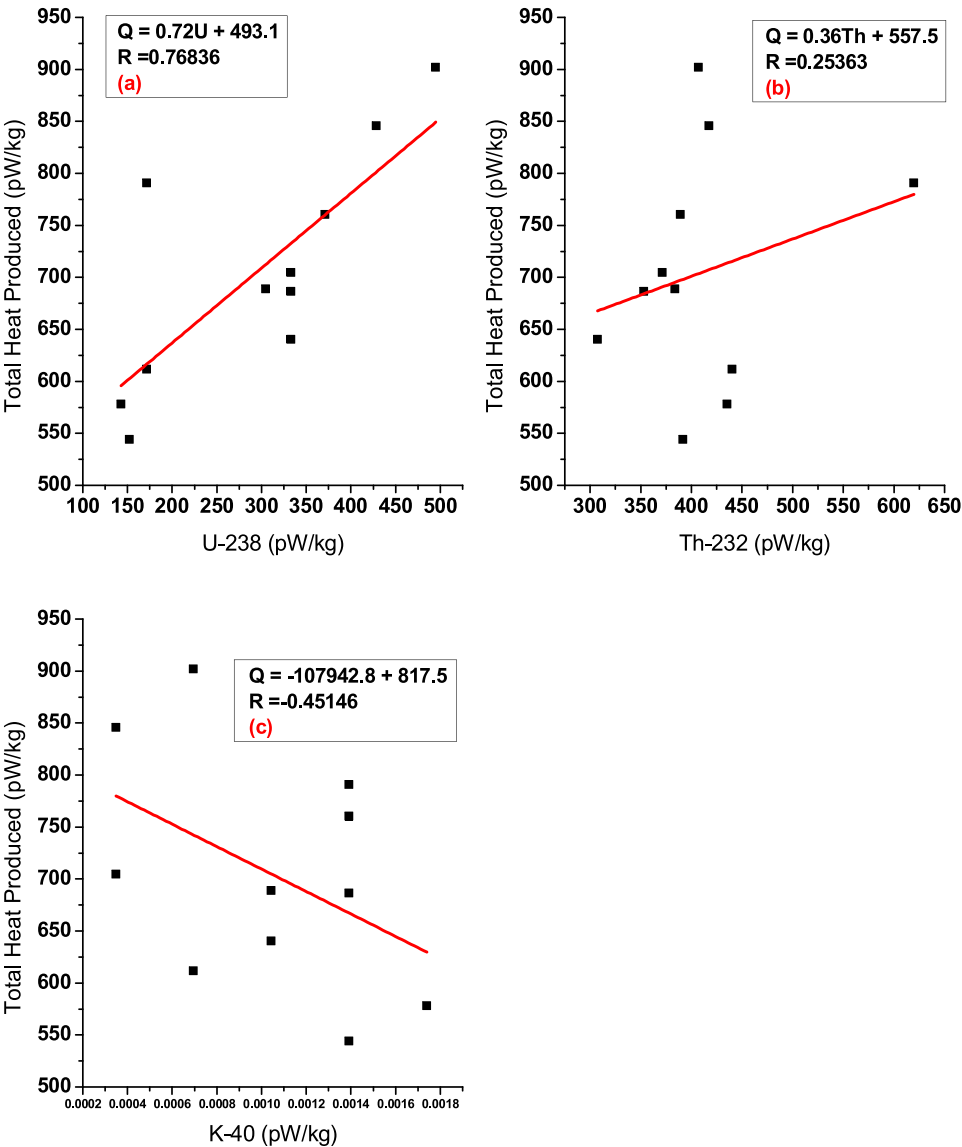 Q = 0.72U + 493.1
R =0.76836
(a)
950
900
850
800
750
700
650
600
550
500
Total Heat Produced (pW/kg)
100 150 200 250 300 350 400 450 500
U-238 (pW/kg)
Q = 0.36Th + 557.5
R =0.25363
(b)
950
900
850
800
750
700
650
600
550
500
Total Heat Produced (pW/kg)
300 350 400 450 500 550 600 650
Th-232 (pW/kg)
Q = -107942.8 + 817.5
R =-0.45146
(c)
950
900
850
800
750
700
650
600
550
500
Total Heat Produced (pW/kg)
0.0002 0.0004 0.0006 0.0008 0.0010 0.0012 0.0014 0.0016 0.0018
K-40 (pW/kg)